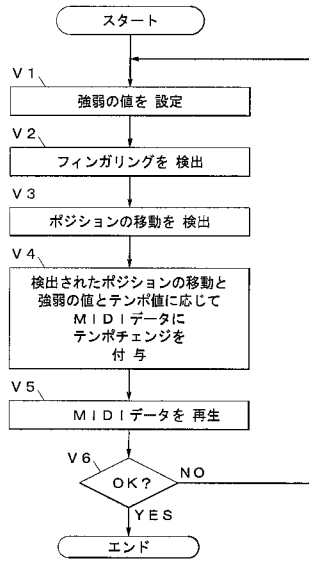 スタート
V1
強弱の値を 設定
V2
フィンガリングを 検出
V3
ポジションの移動を 検出
V4
検出されたポジションの移動と
強弱の値とテンポ値に応じて
MIDIデータに
テンポチェンジを
付 与
V5
MIDIデータを 再生
V6
OK?
NO
YES
エンド